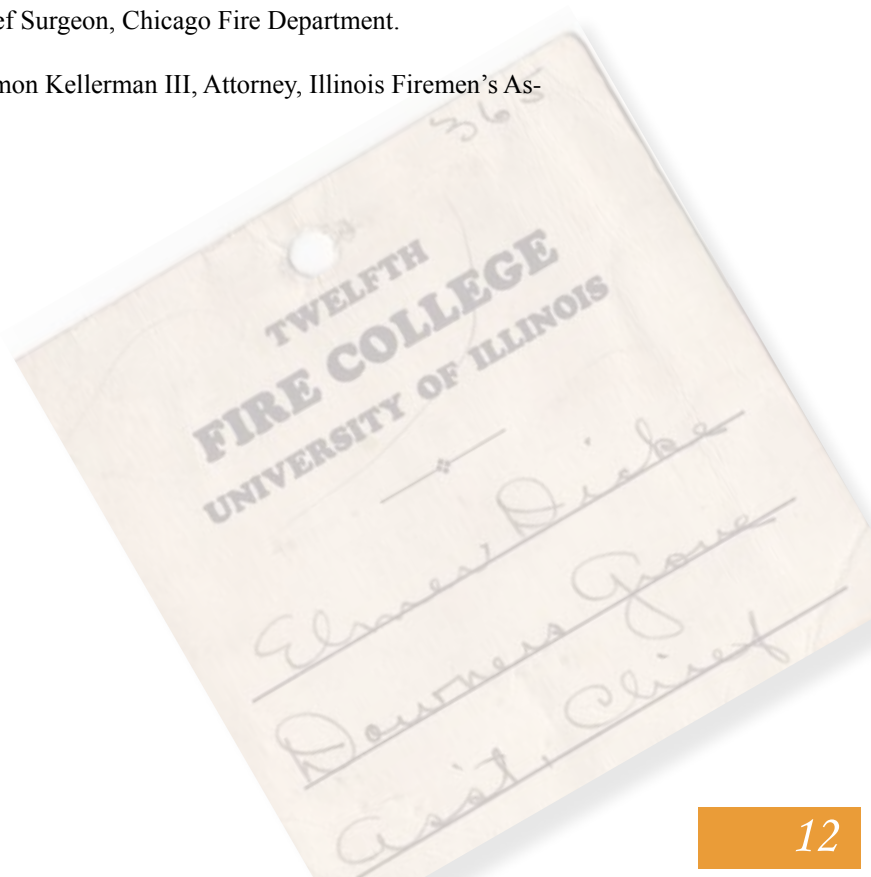 ef Surgeon, Chicago Fire Department.
mon Kellerman III, Attorney, Illinois Firemen's As-
365
TWELFTH
FIRE COLLEGE
UNIVERSITY OF ILLINOIS
Elmer Dicke
Downers Grove
Ass't. Chief
12